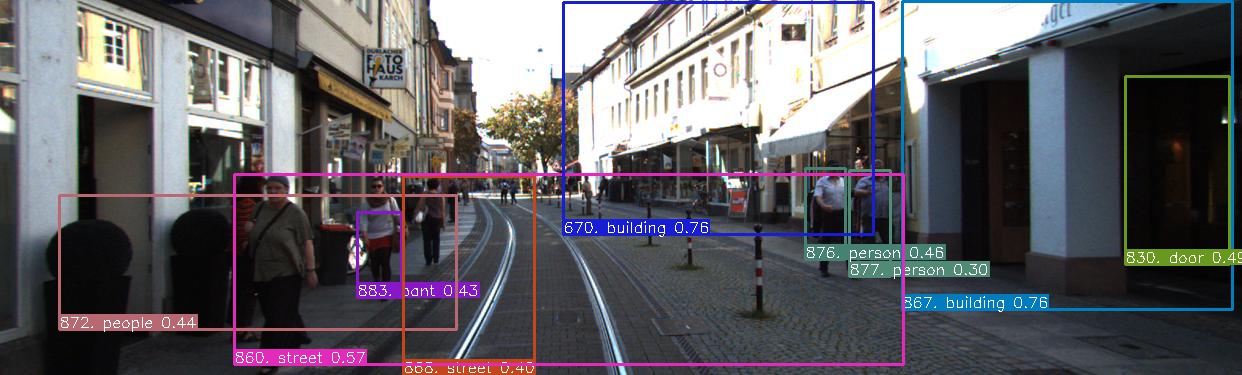 DURLACHER
FOTO
HAUS
KARCH
670. building 0.76
876. person 0.46
877. person 0.30
830. door 0.49
883. pant 0.43
867. building 0.76
872. people 0.44
860. street 0.57
868. street 0.40